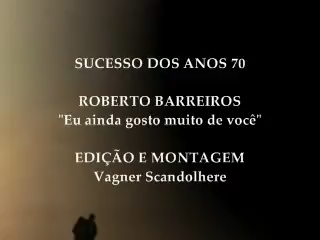 SUCESSO DOS ANOS 70
ROBERTO BARREIROS
"Eu ainda gosto muito de você"
EDIÇÃO E MONTAGEM
Vagner Scandolhere